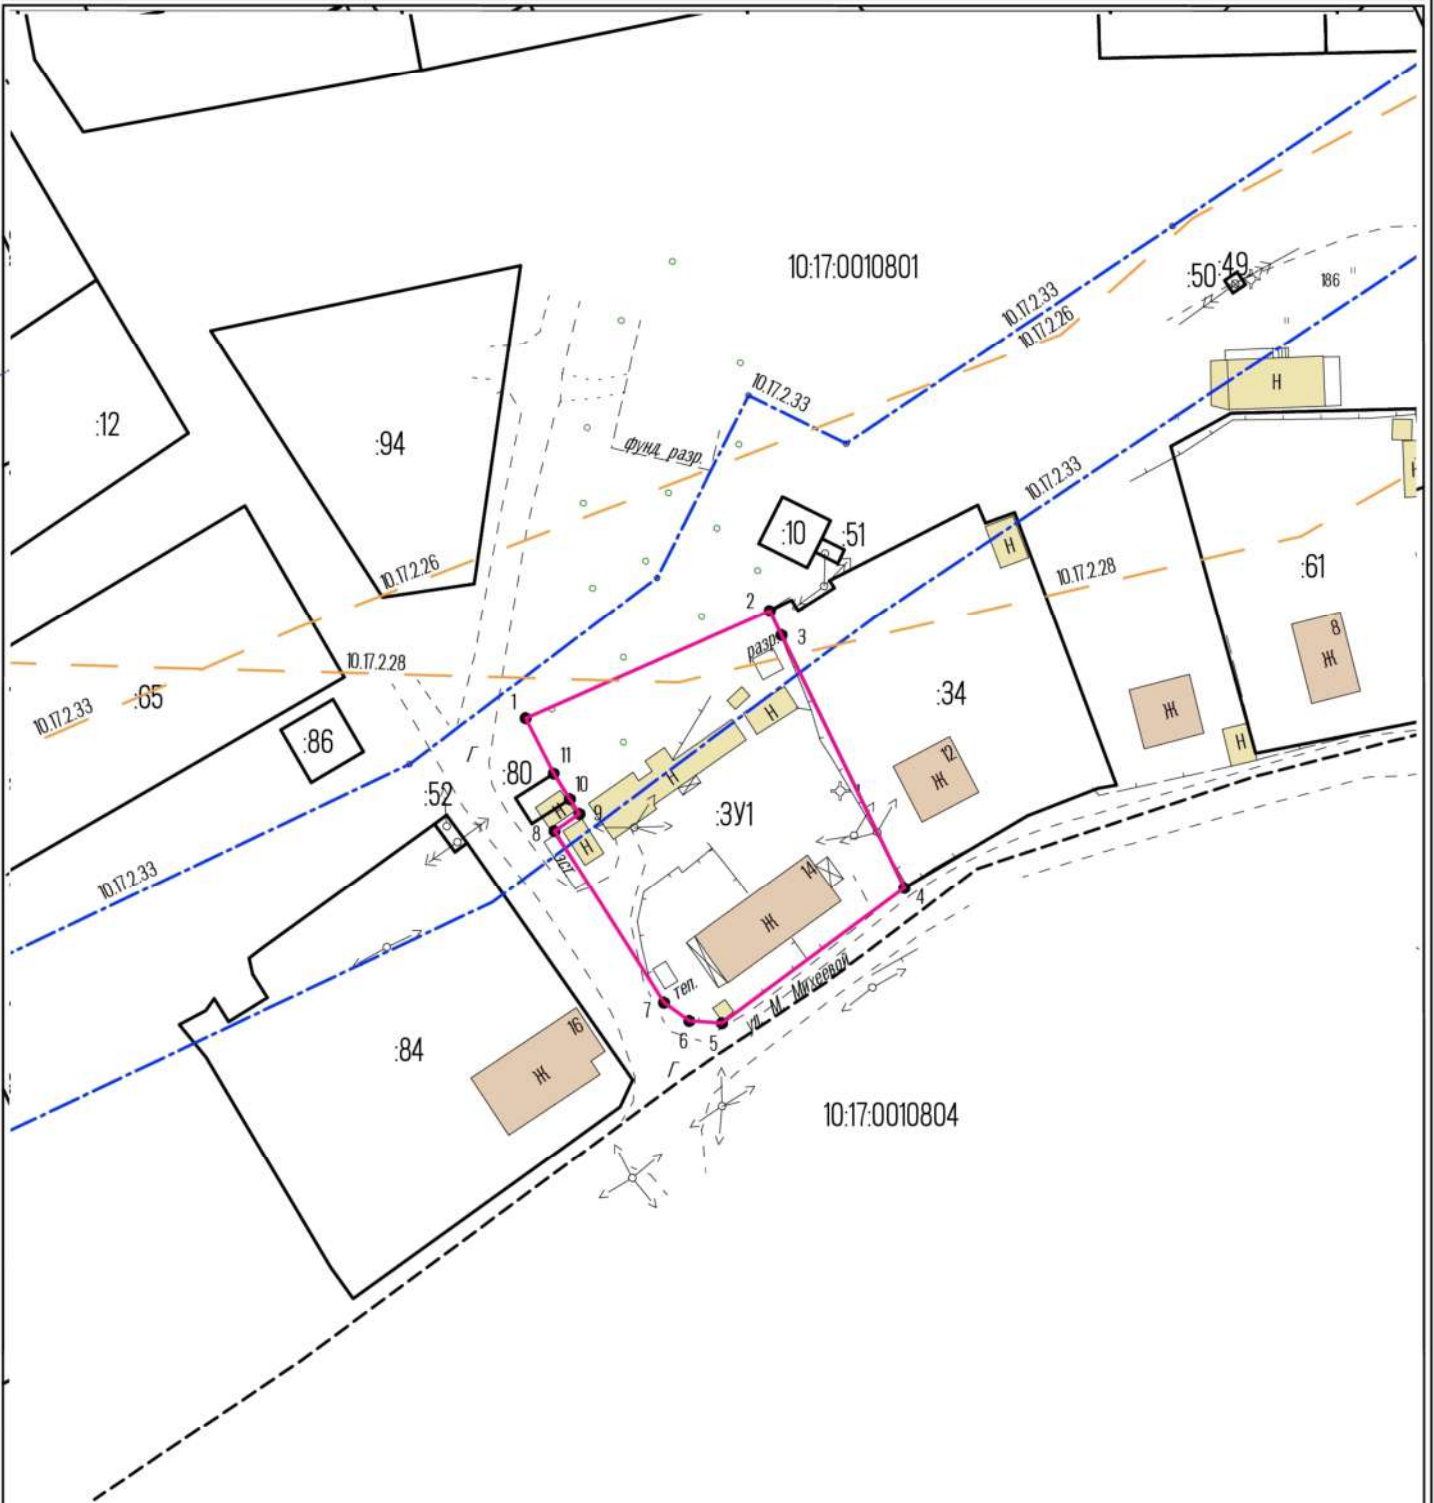 10:17:0010801
:50
:49
186
10.17.2.33
10.17.2.26
Н
10.17.2.33
:12
:94
фунд. разр.
10.17.2.33
:10
:51
Н
10.17.2.28
:61
10.17.2.26
2
3
разр.
8
Ж
10.17.2.28
:65
10.17.2.33
:34
Ж
1
Н
:86
Г
Н
:80
11
12
Ж
:52
10
Н
9
:ЗУ1
8
Н
эст.
14
Ж
4
10.17.2.33
теп.
ул. М. Михеевой
7
6
5
16
Г
:84
Ж
10:17:0010804